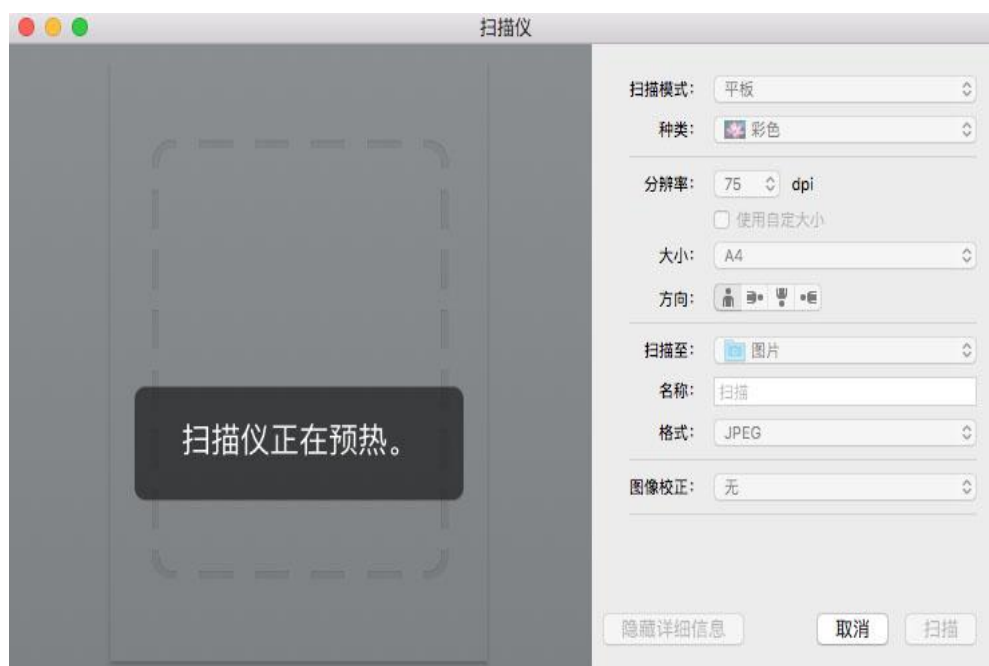 扫描仪
扫描模式： 平板
种类： 彩色
分辨率： 75 dpi
使用自定大小
大小： A4
方向：
扫描至： 图片
名称： 扫描
格式： JPEG
扫描仪正在预热。
图像校正： 无
隐藏详细信息 取消 扫描